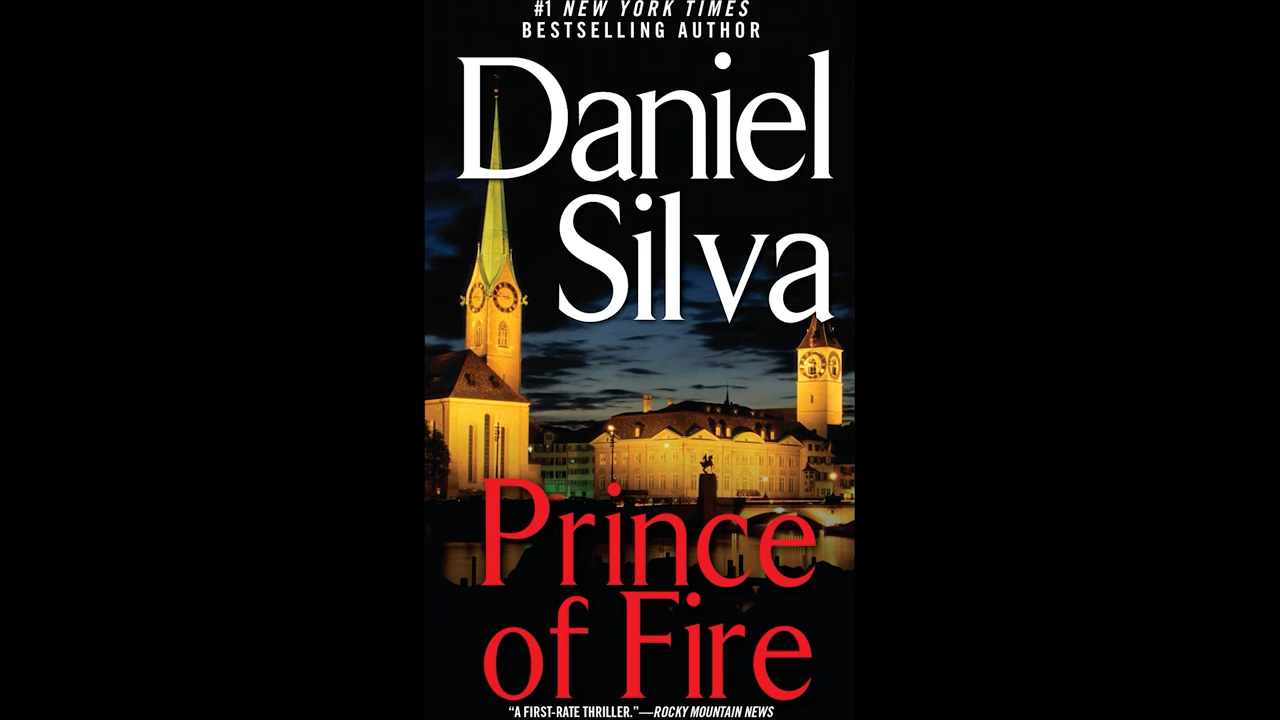 #1 NEW YORK TIMES
BESTSELLING AUTHOR
Daniel
Silva
Prince
of Fire
“A FIRST-RATE THRILLER.”—ROCKY MOUNTAIN NEWS